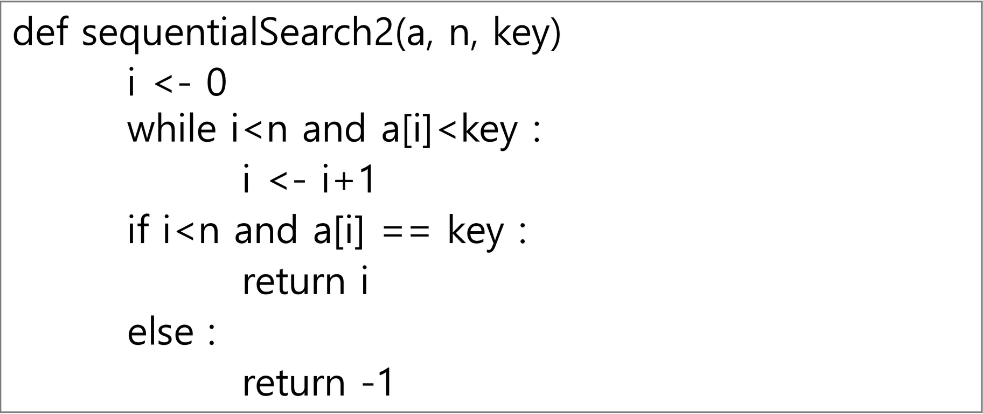 def sequentialSearch2(a, n, key)
i <- 0
while i<n and a[i]<key :
i <- i+1
if i<n and a[i] == key :
return i
else :
return -1